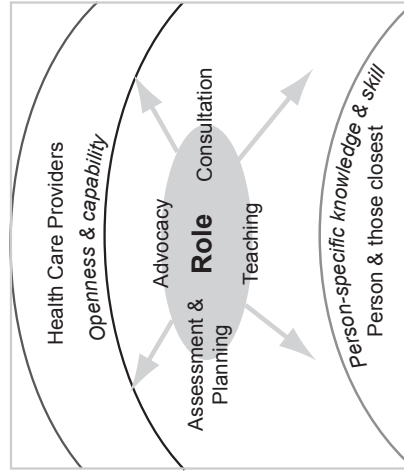 Health Care Providers
Openness & capability
Advocacy
Assessment &
Planning
Role
Consultation
Teaching
Person-specific knowledge & skill
Person & those closest